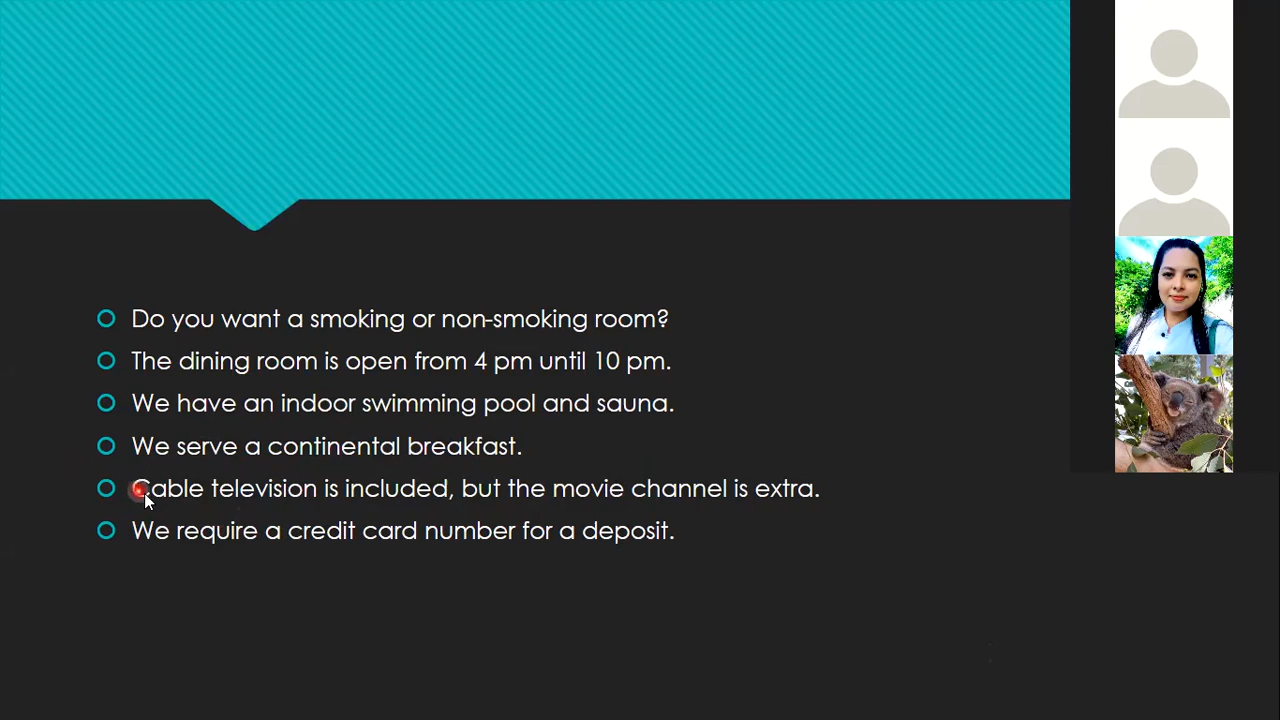 Do you want a smoking or non-smoking room?
The dining room is open from 4 pm until 10 pm.
We have an indoor swimming pool and sauna.
We serve a continental breakfast.
Cable television is included, but the movie channel is extra.
We require a credit card number for a deposit.